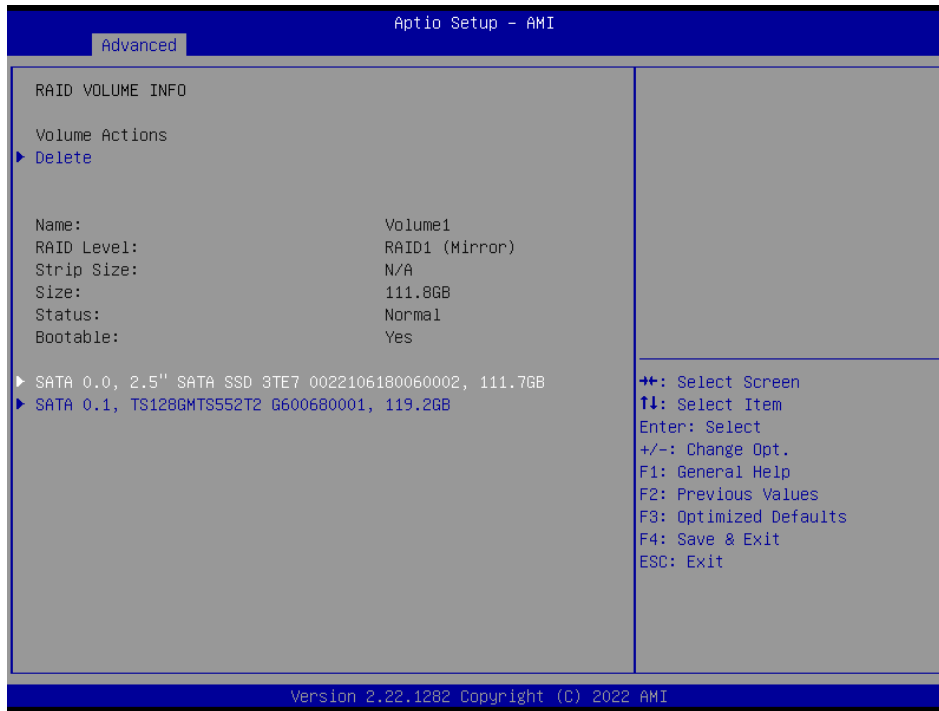 Aptio Setup – AMI
Advanced
RAID VOLUME INFO
Volume Actions
Delete
Name: Volume1
RAID Level: RAID1 (Mirror)
Strip Size: N/A
Size: 111.8GB
Status: Normal
Bootable: Yes
SATA 0.0, 2.5" SATA SSD 3TE7 0022106180060002, 111.7GB
SATA 0.1, TS128GMTS552T2 G600680001, 119.2GB
→←: Select Screen
↑↓: Select Item
Enter: Select
+/-: Change Opt.
F1: General Help
F2: Previous Values
F3: Optimized Defaults
F4: Save & Exit
ESC: Exit
Version 2.22.1282 Copyright (C) 2022 AMI